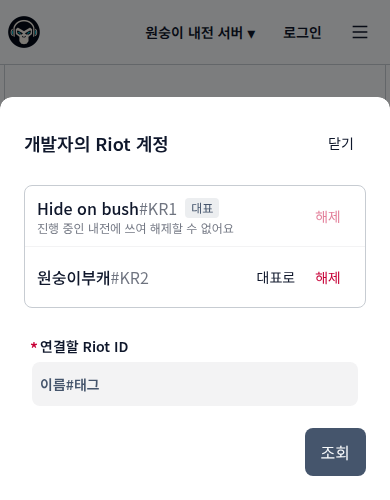 원숭이 내전 서버 ▾ 로그인
개발자의 Riot 계정 닫기
Hide on bush#KR1 대표
진행 중인 내전에 쓰여 해제할 수 없어요
해제
원숭이부캐#KR2 대표로 해제
* 연결할 Riot ID
이름#태그
조회